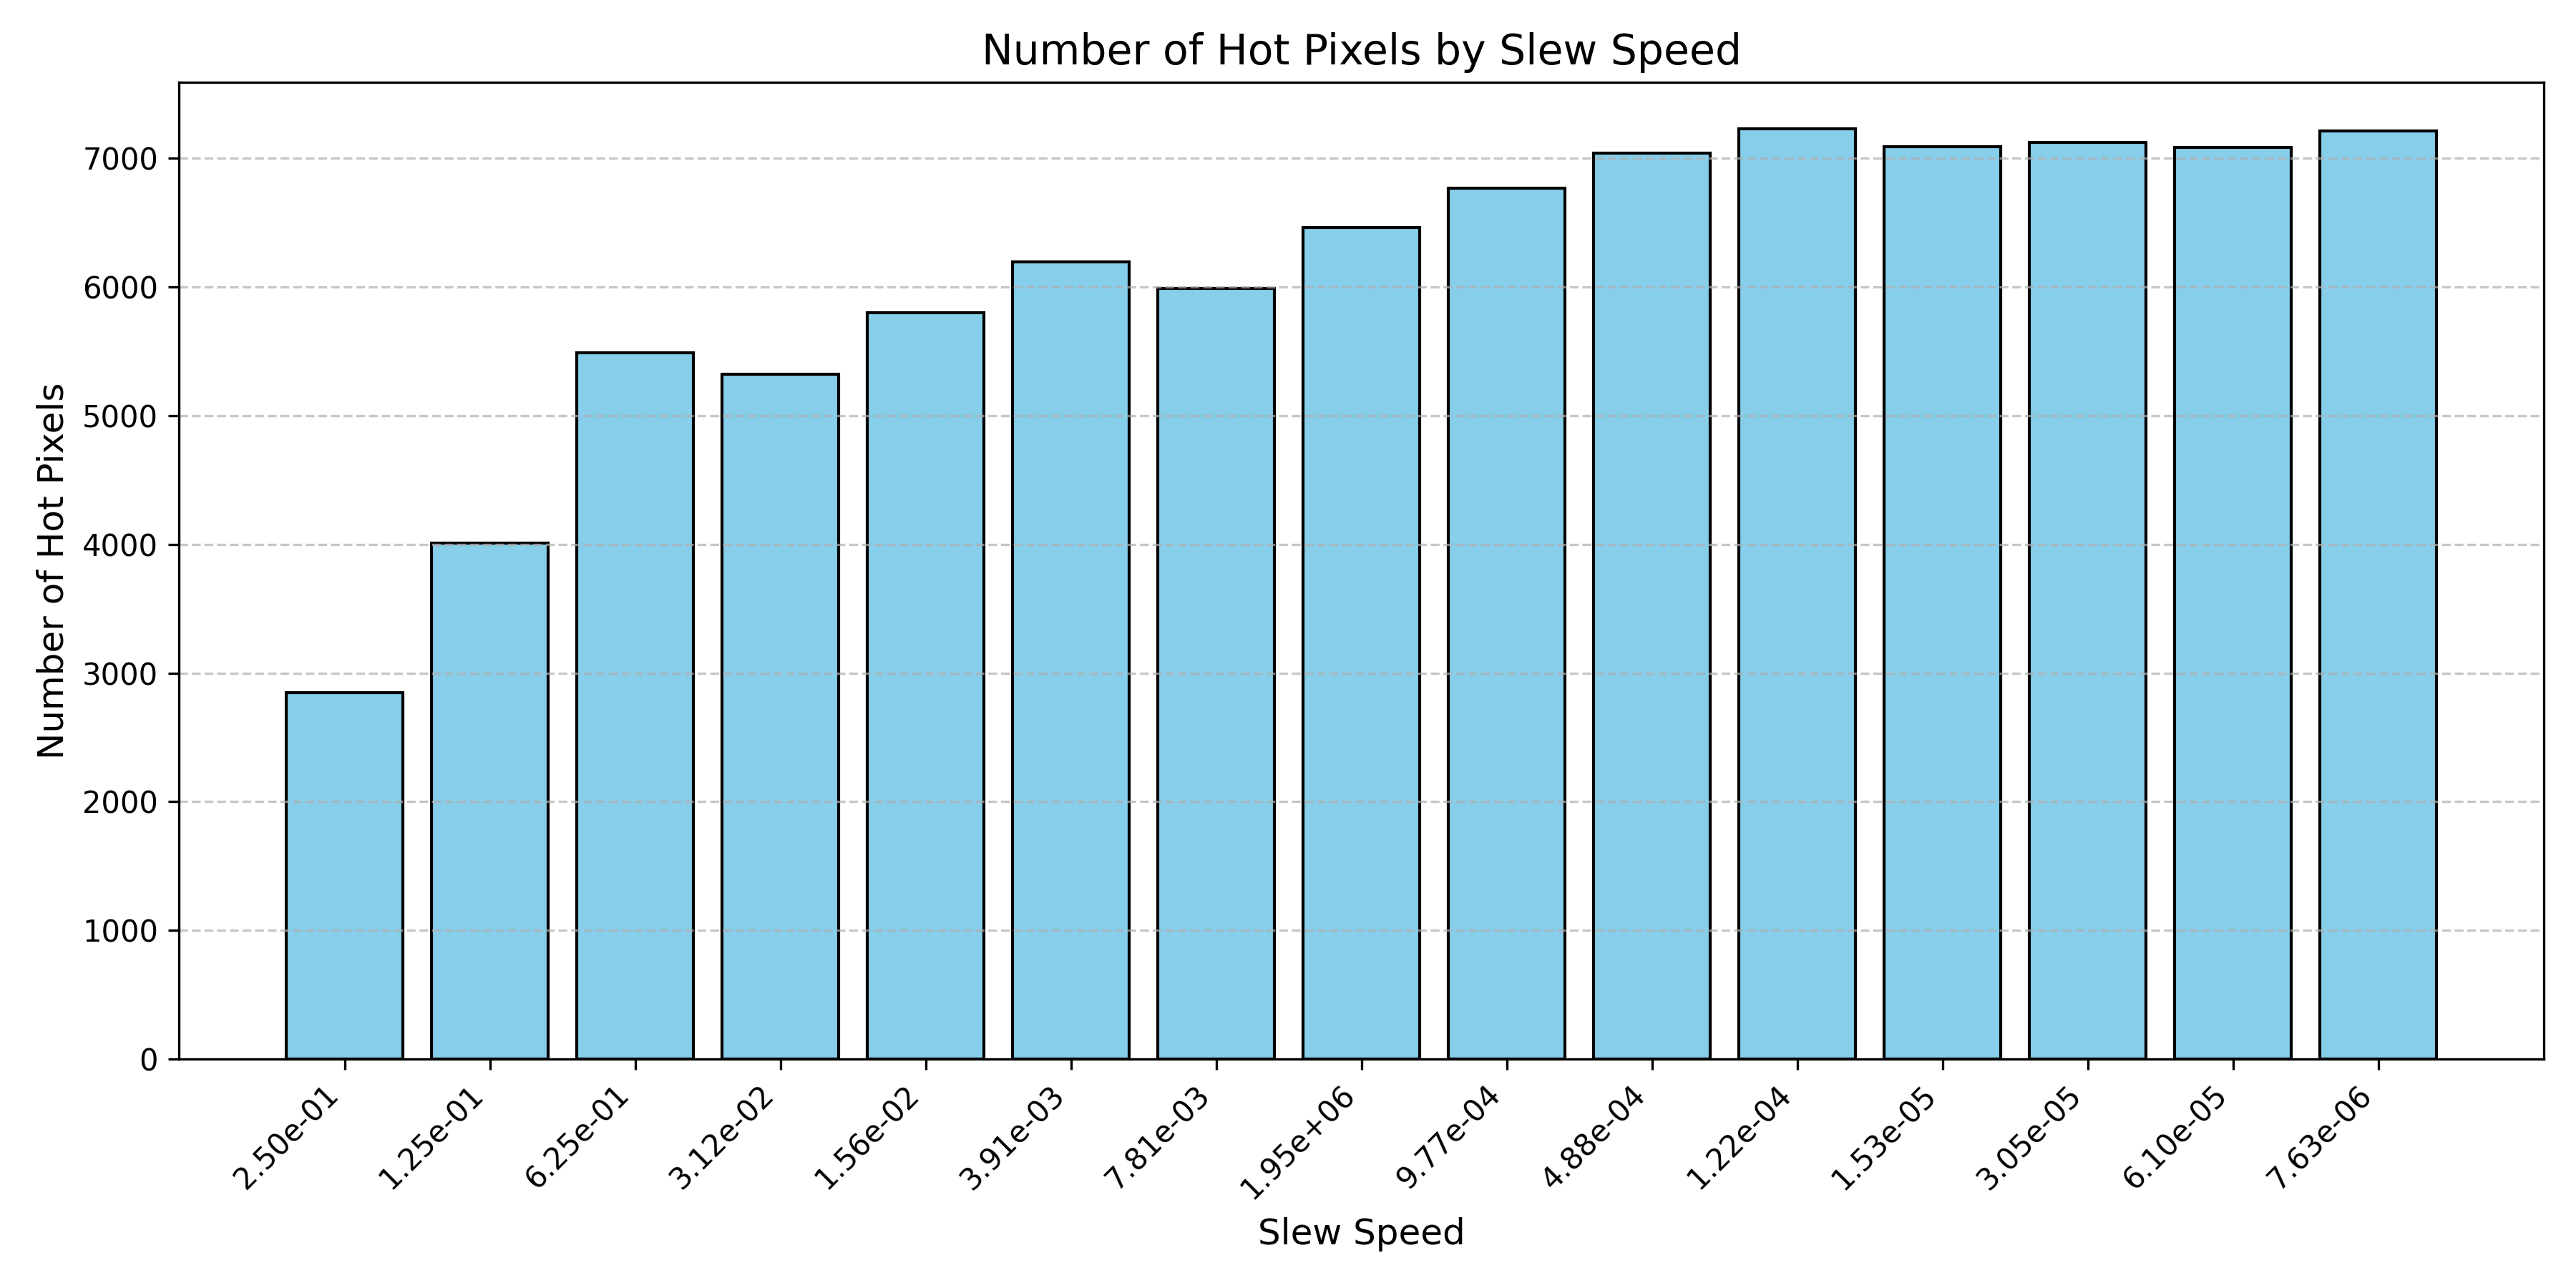 Number of Hot Pixels by Slew Speed
Number of Hot Pixels
7000
6000
5000
4000
3000
2000
1000
0
2.50e-01
1.25e-01
6.25e-01
3.12e-02
1.56e-02
3.91e-03
7.81e-03
1.95e+06
9.77e-04
4.88e-04
1.22e-04
1.53e-05
3.05e-05
6.10e-05
7.63e-06
Slew Speed